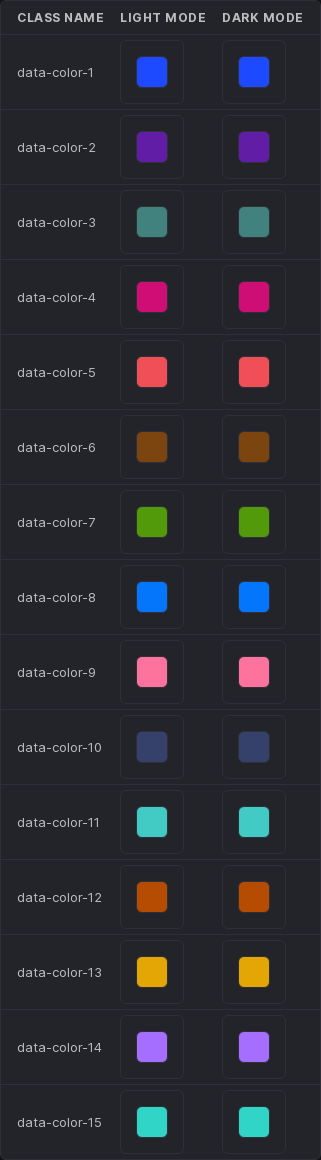 CLASS NAME LIGHT MODE DARK MODE
data-color-1
data-color-2
data-color-3
data-color-4
data-color-5
data-color-6
data-color-7
data-color-8
data-color-9
data-color-10
data-color-11
data-color-12
data-color-13
data-color-14
data-color-15